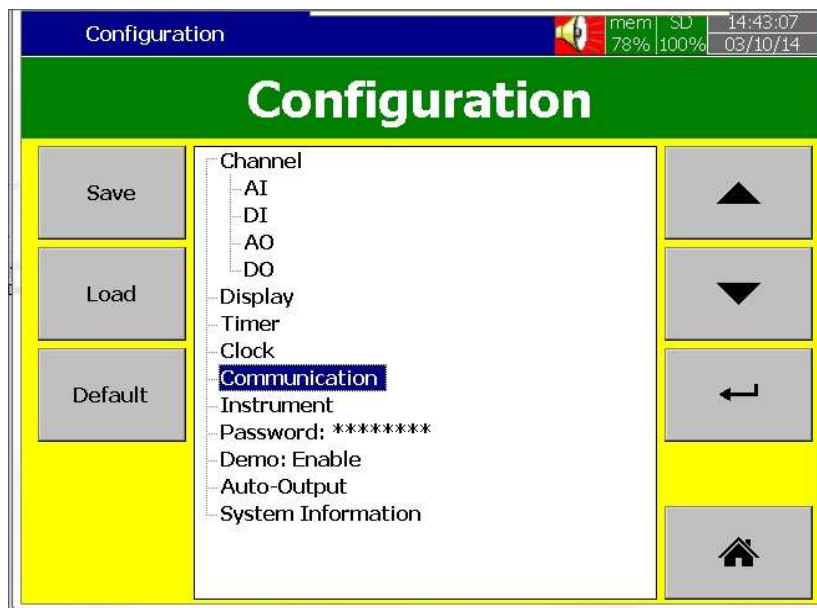 Configuration
mem SD 14:43:07
78% 100% 03/10/14
Configuration
Save
Load
Default
Channel
AI
DI
AO
DO
Display
Timer
Clock
Communication
Instrument
Password: ********
Demo: Enable
Auto-Output
System Information